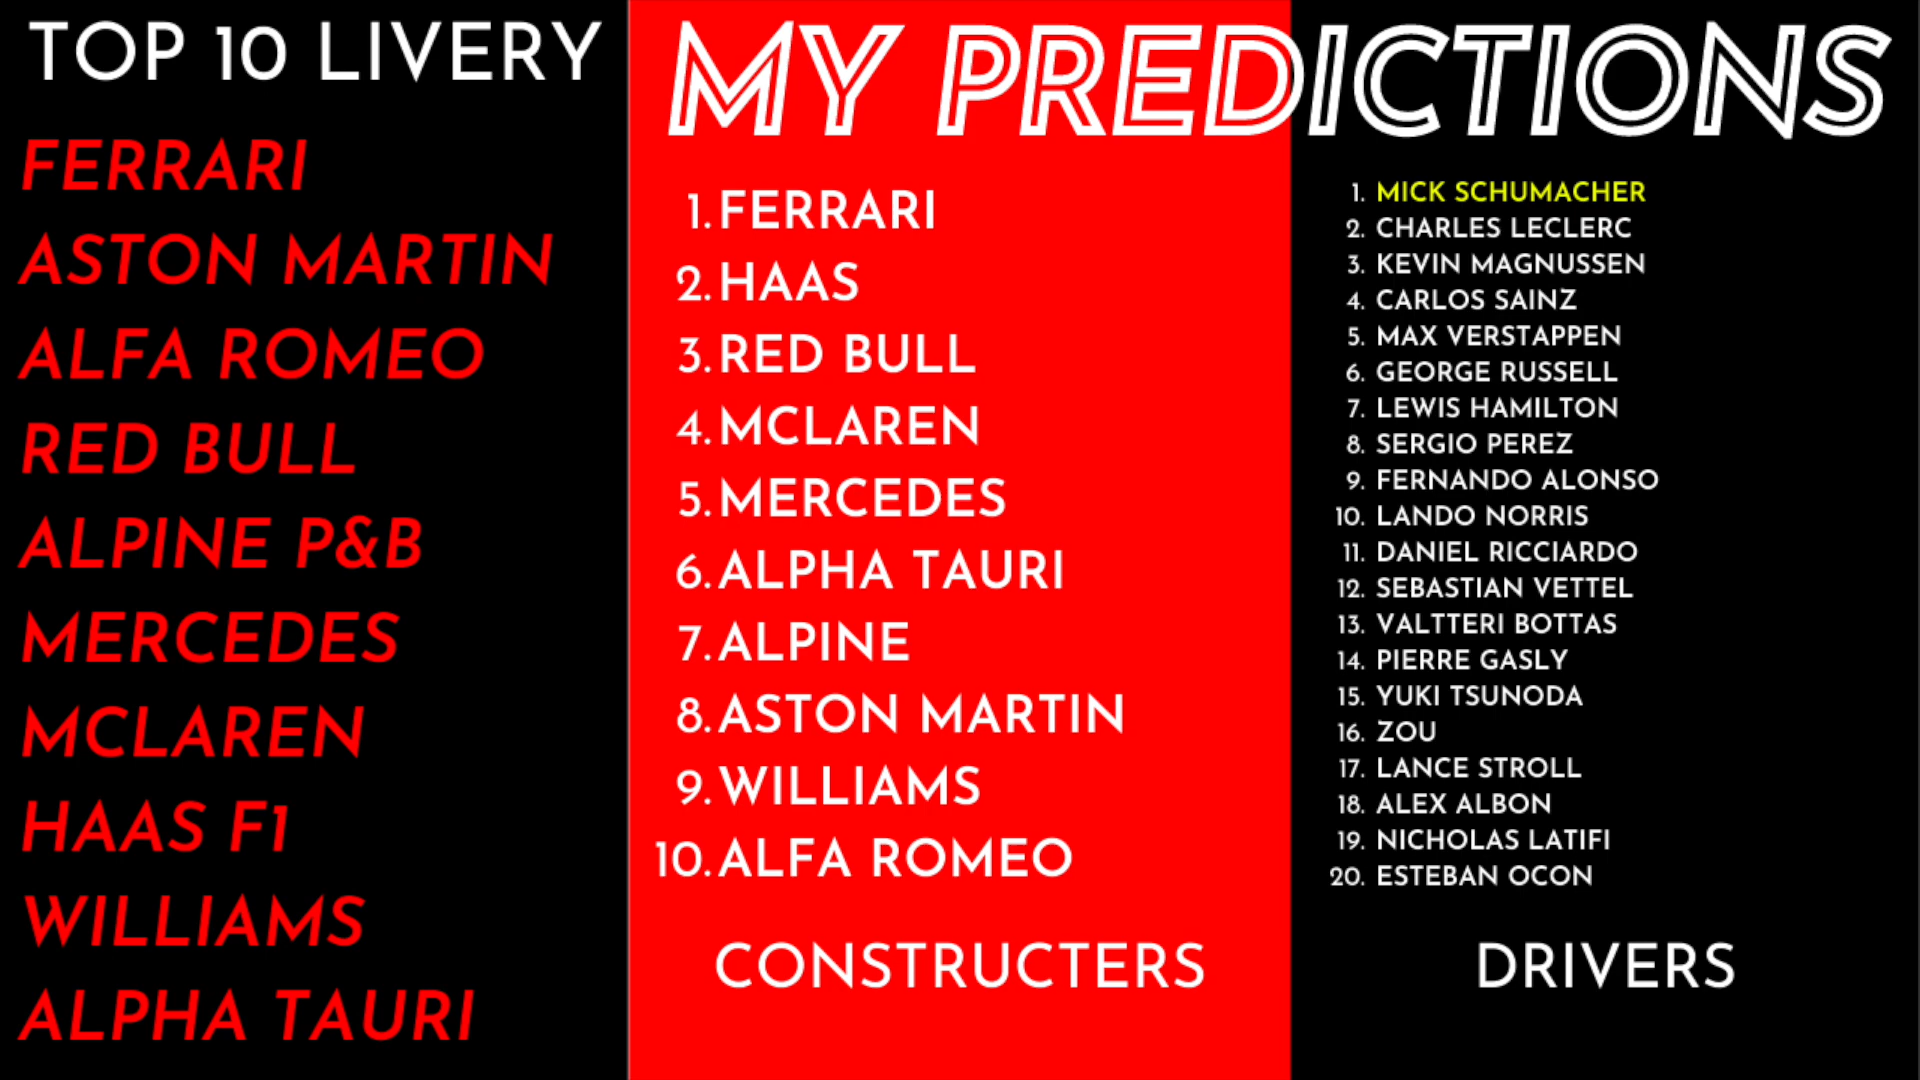 TOP 10 LIVERY
FERRARI
ASTON MARTIN
ALFA ROMEO
RED BULL
ALPINE P&B
MERCEDES
MCLAREN
HAAS F1
WILLIAMS
ALPHA TAURI
MY PREDICTIONS
1. FERRARI
2. HAAS
3. RED BULL
4. MCLAREN
5. MERCEDES
6. ALPHA TAURI
7. ALPINE
8. ASTON MARTIN
9. WILLIAMS
10. ALFA ROMEO
CONSTRUCTERS
1. MICK SCHUMACHER
2. CHARLES LECLERC
3. KEVIN MAGNUSSEN
4. CARLOS SAINZ
5. MAX VERSTAPPEN
6. GEORGE RUSSELL
7. LEWIS HAMILTON
8. SERGIO PEREZ
9. FERNANDO ALONSO
10. LANDO NORRIS
11. DANIEL RICCIARDO
12. SEBASTIAN VETTEL
13. VALTTERI BOTTAS
14. PIERRE GASLY
15. YUKI TSUNODA
16. ZOU
17. LANCE STROLL
18. ALEX ALBON
19. NICHOLAS LATIFI
20. ESTEBAN OCON
DRIVERS